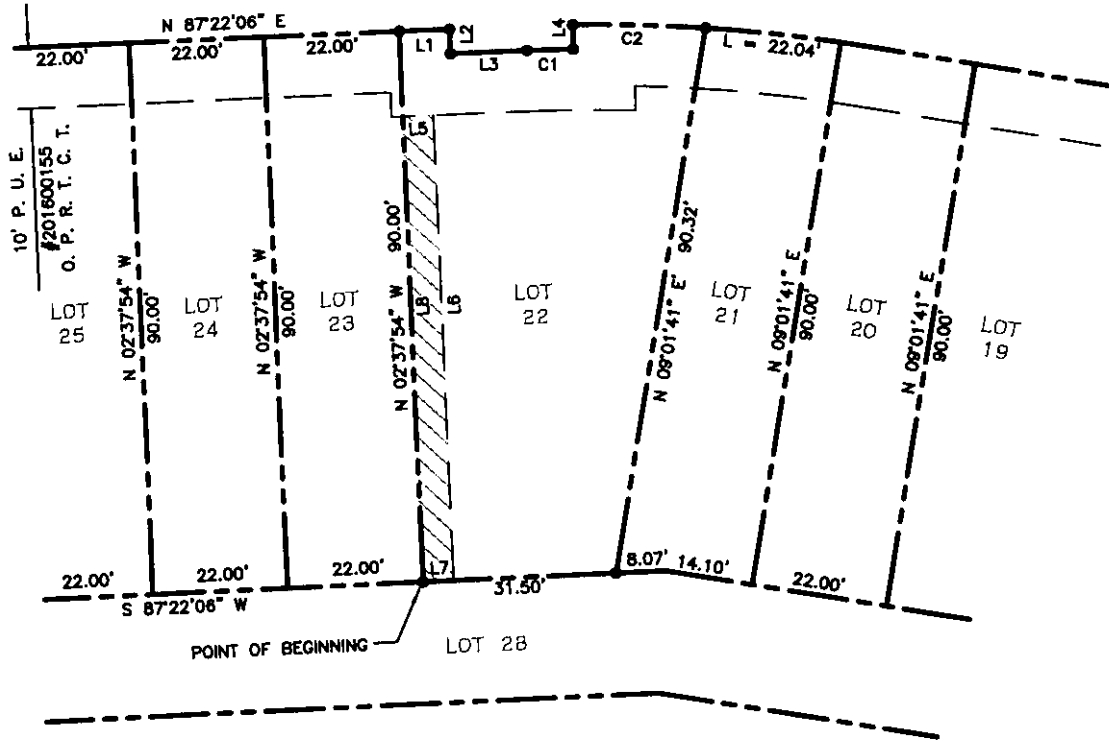 N 87°22'06" E
22.00'
22.00'
22.00'
L1
L2
L3
C1
L4
C2
L = 22.04'
10' P. U. E.
#201600155
O. P. R. T. C. T.
L5
N 02°37'54" W
90.00'
N 02°37'54" W
90.00'
N 02°37'54" W
90.00'
L8
L6
N 09°01'41" E
90.32'
N 09°01'41" E
90.00'
N 09°01'41" E
90.00'
LOT
25
LOT
24
LOT
23
LOT
22
LOT
21
LOT
20
LOT
19
22.00'
22.00'
22.00'
S 87°22'06" W
L7
31.50'
8.07'
14.10'
22.00'
POINT OF BEGINNING
LOT 28